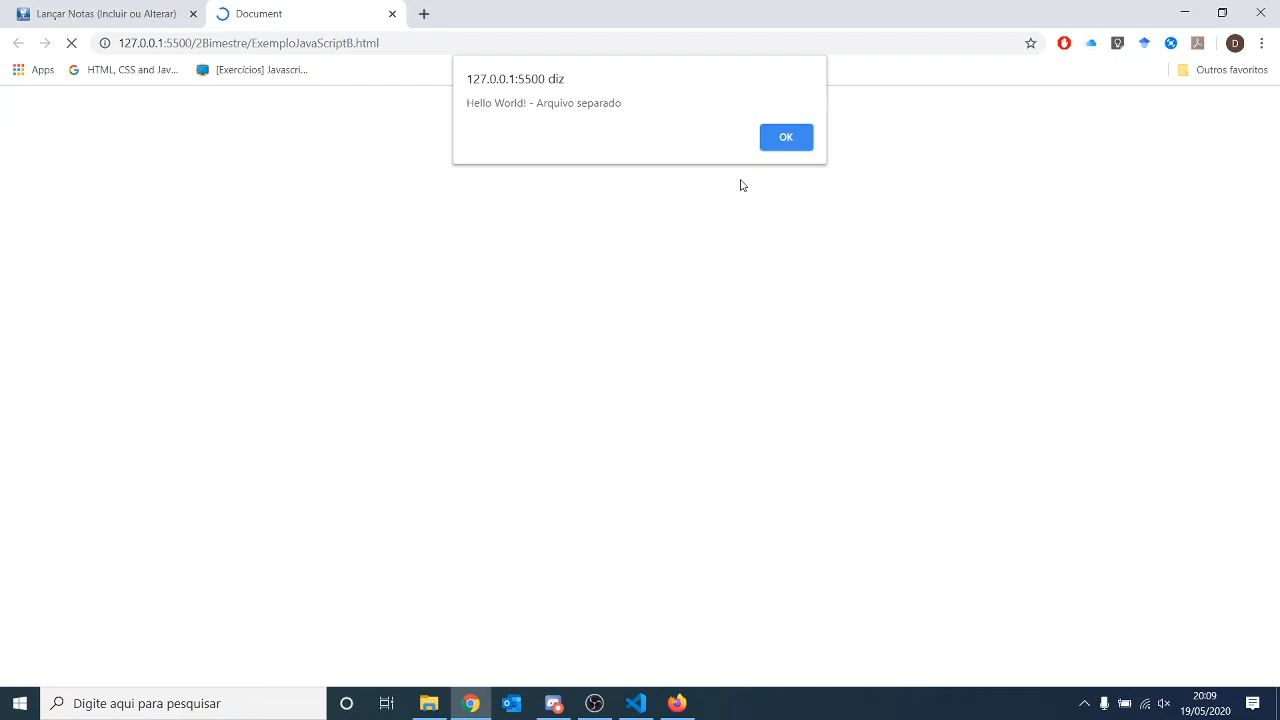 Lançar Notas (Incluir ou Alterar)
Document
127.0.0.1:5500/2Bimestre/ExemploJavaScriptB.html
D
Apps
HTML, CSS and Jav...
[Exercícios] Javascri...
Outros favoritos
127.0.0.1:5500 diz
Hello World! - Arquivo separado
OK
Digite aqui para pesquisar
20:09
19/05/2020